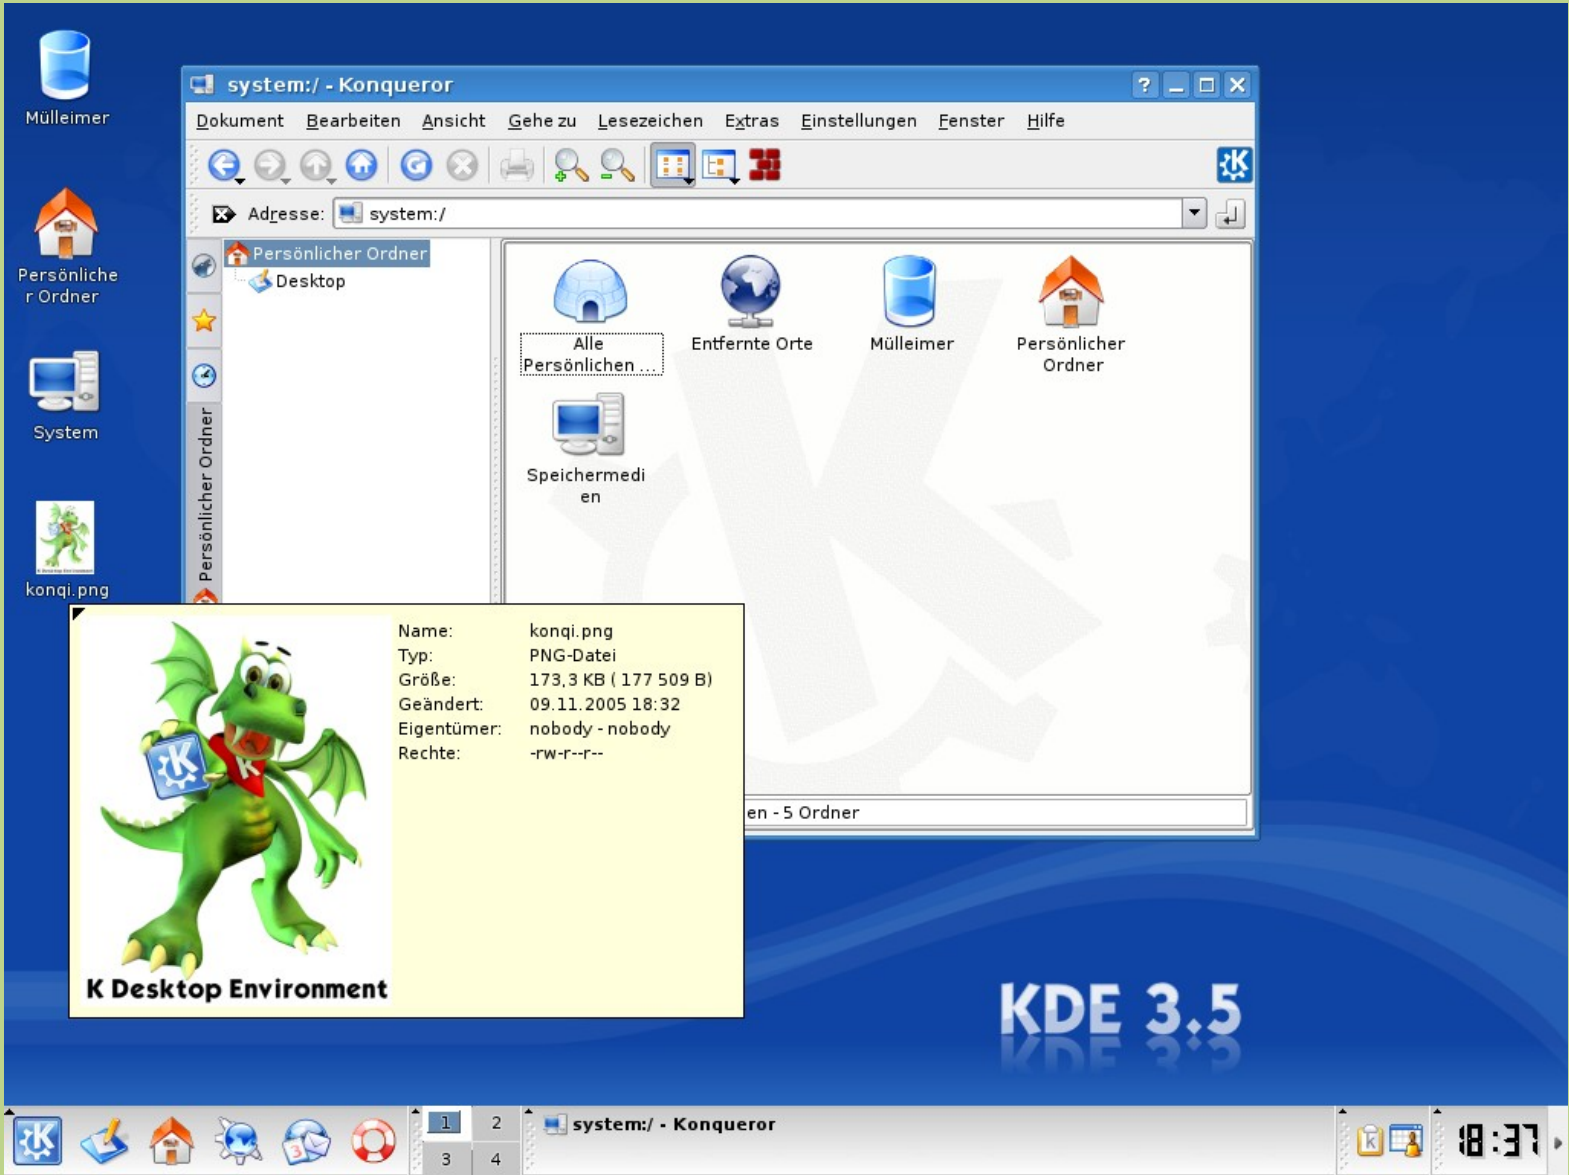 Mülleimer
Persönliche
r Ordner
System
konqi.png
system:/ - Konqueror
Dokument Bearbeiten Ansicht Gehe zu Lesezeichen Extras Einstellungen Fenster Hilfe
Adresse: system:/
Persönlicher Ordner
Desktop
Persönlicher Ordner
Alle
Persönlichen ...
Entfernte Orte
Mülleimer
Persönlicher
Ordner
Speichermedi
en
en - 5 Ordner
Name: konqi.png
Typ: PNG-Datei
Größe: 173,3 KB ( 177 509 B)
Geändert: 09.11.2005 18:32
Eigentümer: nobody - nobody
Rechte: -rw-r--r--
K Desktop Environment
KDE 3.5
1 2
3 4
system:/ - Konqueror
18:37